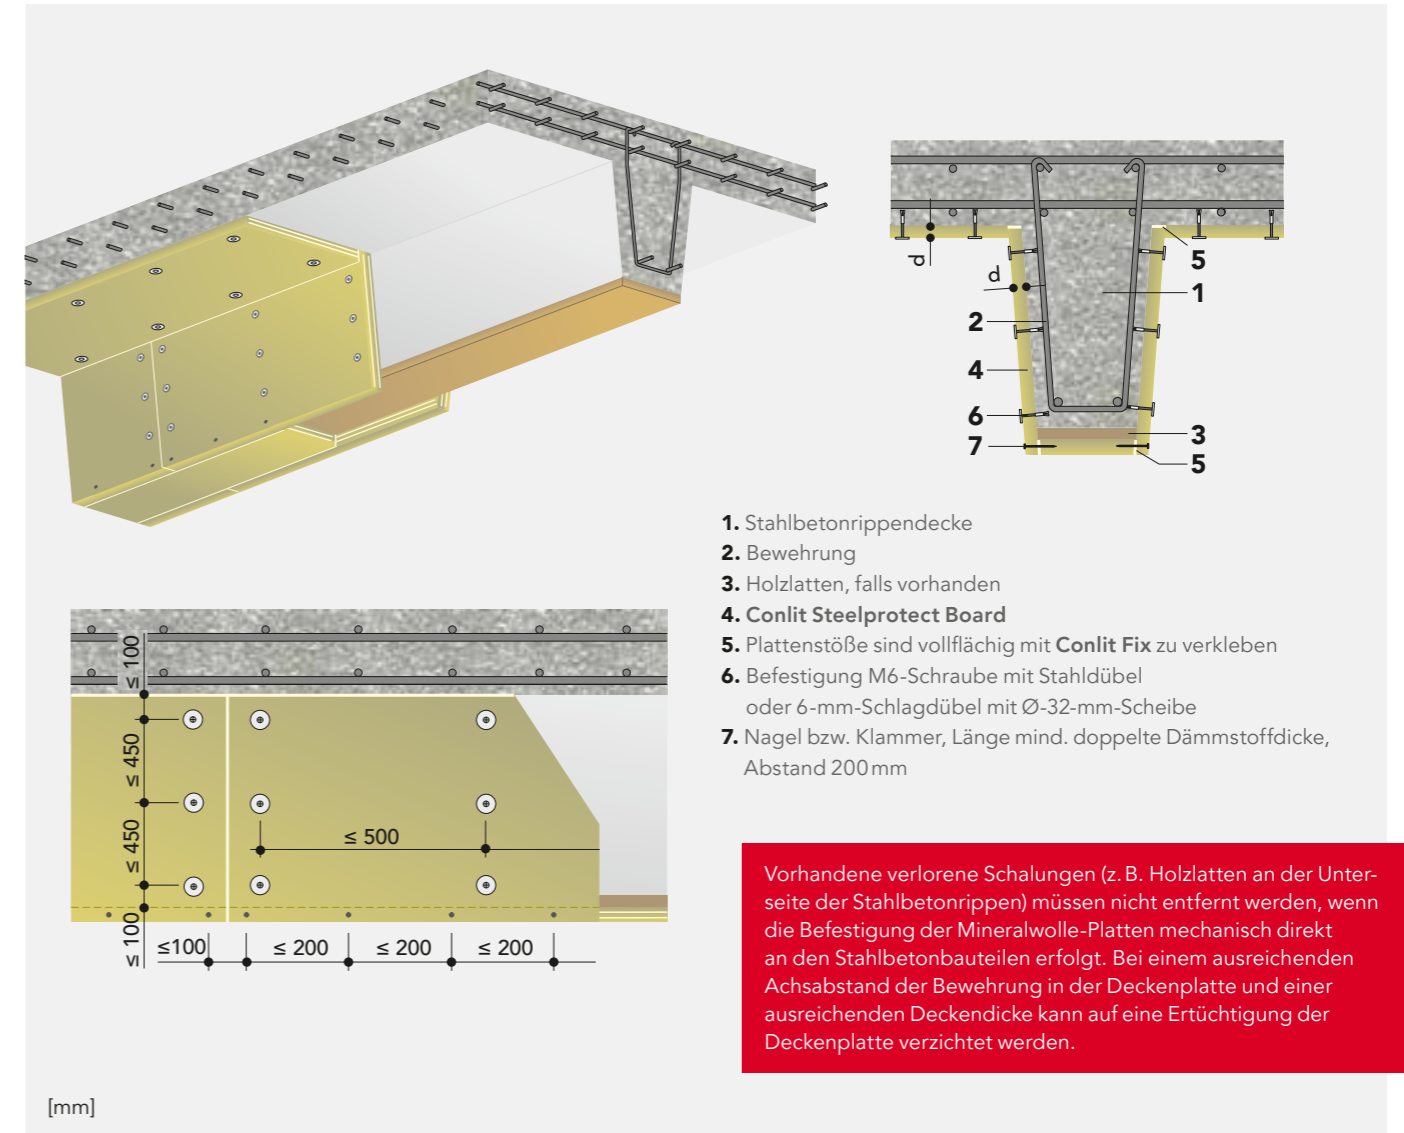 d
d
5
1
2
4
6
3
7
5
1. Stahlbetonrippendecke
2. Bewehrung
3. Holzlatten, falls vorhanden
4. Conlit Steelprotect Board
5. Plattenstöße sind vollflächig mit Conlit Fix zu verkleben
6. Befestigung M6-Schraube mit Stahldübel
oder 6-mm-Schlagdübel mit Ø-32-mm-Scheibe
7. Nagel bzw. Klammer, Länge mind. doppelte Dämmstoffdicke,
Abstand 200 mm
≤ 100
≤ 450
≤ 450
≤ 100
≤ 500
≤100
≤ 200
≤ 200
≤ 200
Vorhandene verlorene Schalungen (z. B. Holzlatten an der Unter-
seite der Stahlbetonrippen) müssen nicht entfernt werden, wenn
die Befestigung der Mineralwolle-Platten mechanisch direkt
an den Stahlbetonbauteilen erfolgt. Bei einem ausreichenden
Achsabstand der Bewehrung in der Deckenplatte und einer
ausreichenden Deckendicke kann auf eine Ertüchtigung der
Deckenplatte verzichtet werden.
[mm]